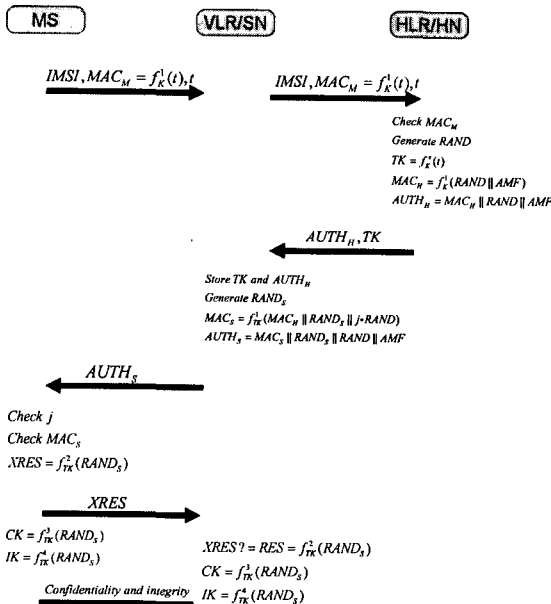 MS
VLR/SN
HLR/HN
IMSI, MAC_M = f_K^1(t), t
IMSI, MAC_M = f_K^1(t), t
Check MAC_M
Generate RAND
TK = f_K^*(t)
MAC_H = f_K^1(RAND || AMF)
AUTH_H = MAC_H || RAND || AMF
AUTH_H, TK
Store TK and AUTH_H
Generate RAND_S
MAC_S = f_TK^1(MAC_H || RAND_S || j*RAND)
AUTH_S = MAC_S || RAND_S || RAND || AMF
AUTH_S
Check j
Check MAC_S
XRES = f_TK^2(RAND_S)
XRES
CK = f_TK^3(RAND_S)
IK = f_TK^4(RAND_S)
XRES? = RES = f_TK^2(RAND_S)
CK = f_TK^3(RAND_S)
IK = f_TK^4(RAND_S)
Confidentiality and integrity